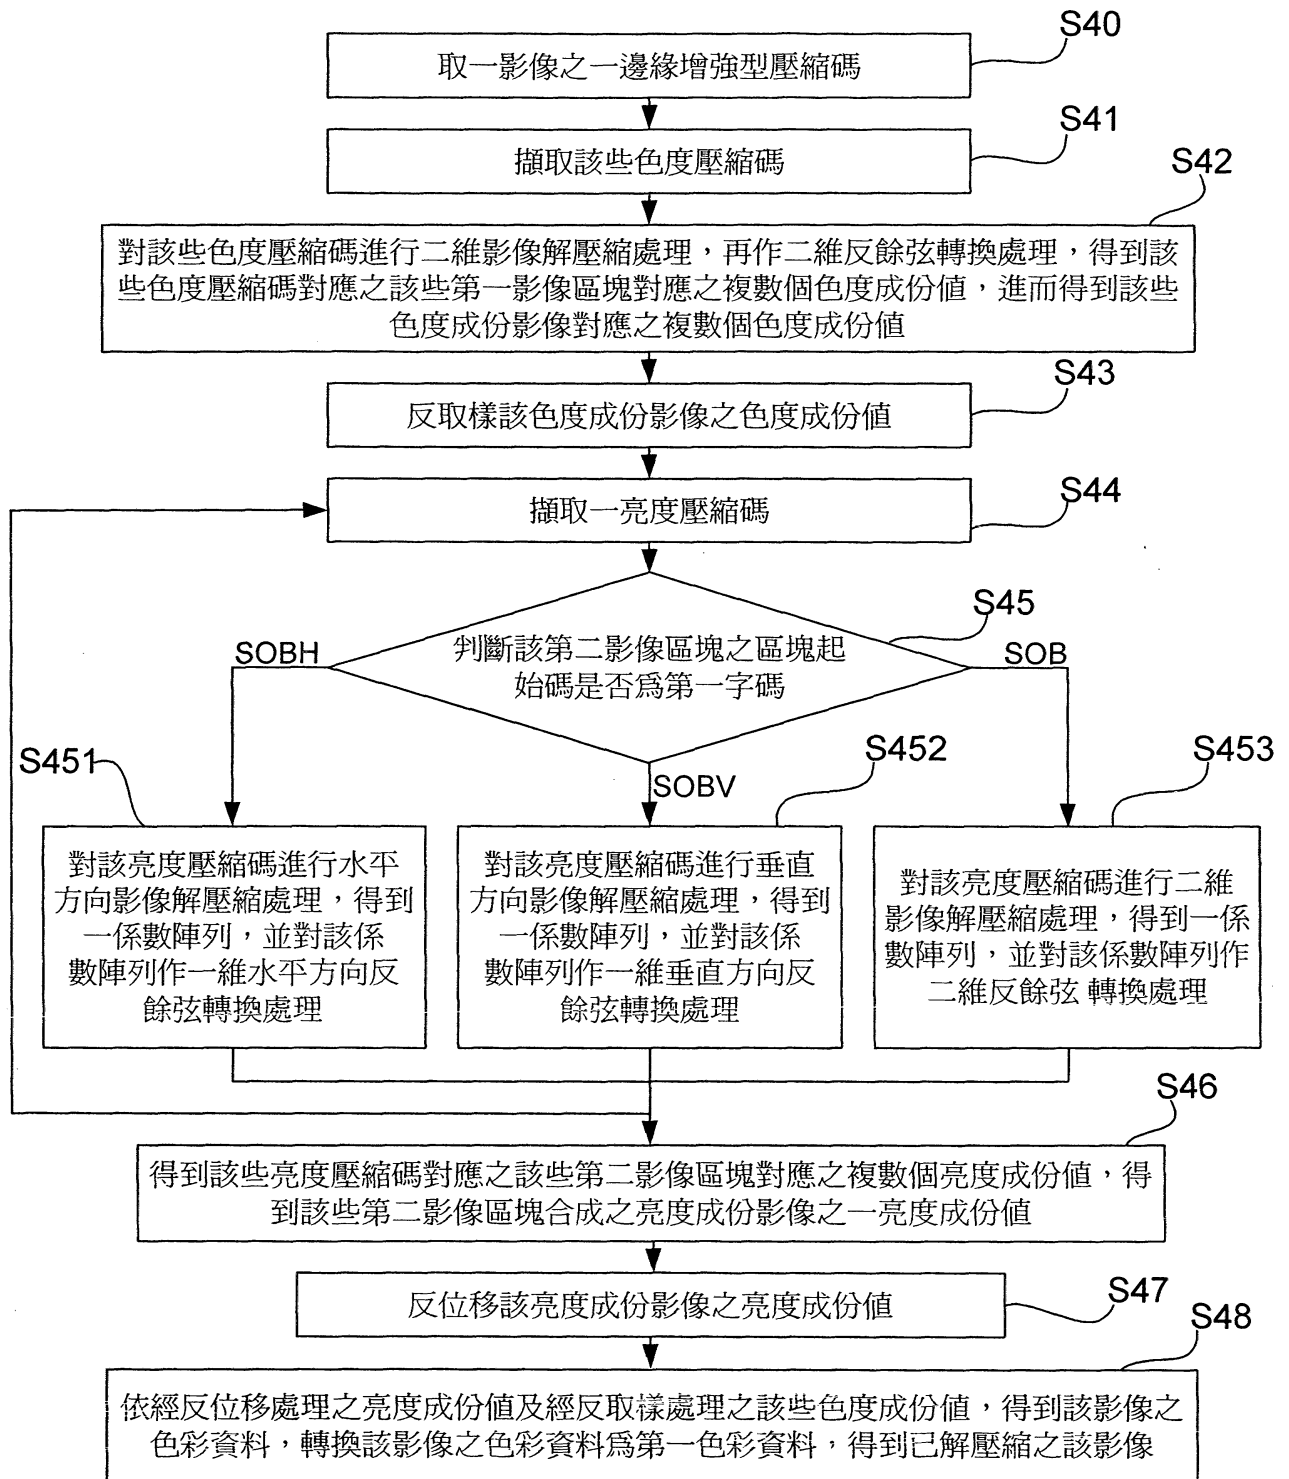 S40
取一影像之一邊緣增強型壓縮碼
S41
擷取該些色度壓縮碼
S42
對該些色度壓縮碼進行二維影像解壓縮處理，再作二維反餘弦轉換處理，得到該
些色度壓縮碼對應之該些第一影像區塊對應之複數個色度成份值，進而得到該些
色度成份影像對應之複數個色度成份值
S43
反取樣該色度成份影像之色度成份值
S44
擷取一亮度壓縮碼
S45
判斷該第二影像區塊之區塊起
始碼是否爲第一字碼
SOBH
SOB
SOBV
S451
對該亮度壓縮碼進行水平
方向影像解壓縮處理，得到
一係數陣列，並對該係
數陣列作一維水平方向反
餘弦轉換處理
S452
對該亮度壓縮碼進行垂直
方向影像解壓縮處理，得到
一係數陣列，並對該係
數陣列作一維垂直方向反
餘弦轉換處理
S453
對該亮度壓縮碼進行二維
影像解壓縮處理，得到一係
數陣列，並對該係數陣列作
二維反餘弦 轉換處理
S46
得到該些亮度壓縮碼對應之該些第二影像區塊對應之複數個亮度成份值，得
到該些第二影像區塊合成之亮度成份影像之一亮度成份值
S47
反位移該亮度成份影像之亮度成份值
S48
依經反位移處理之亮度成份值及經反取樣處理之該些色度成份值，得到該影像之
色彩資料，轉換該影像之色彩資料爲第一色彩資料，得到已解壓縮之該影像